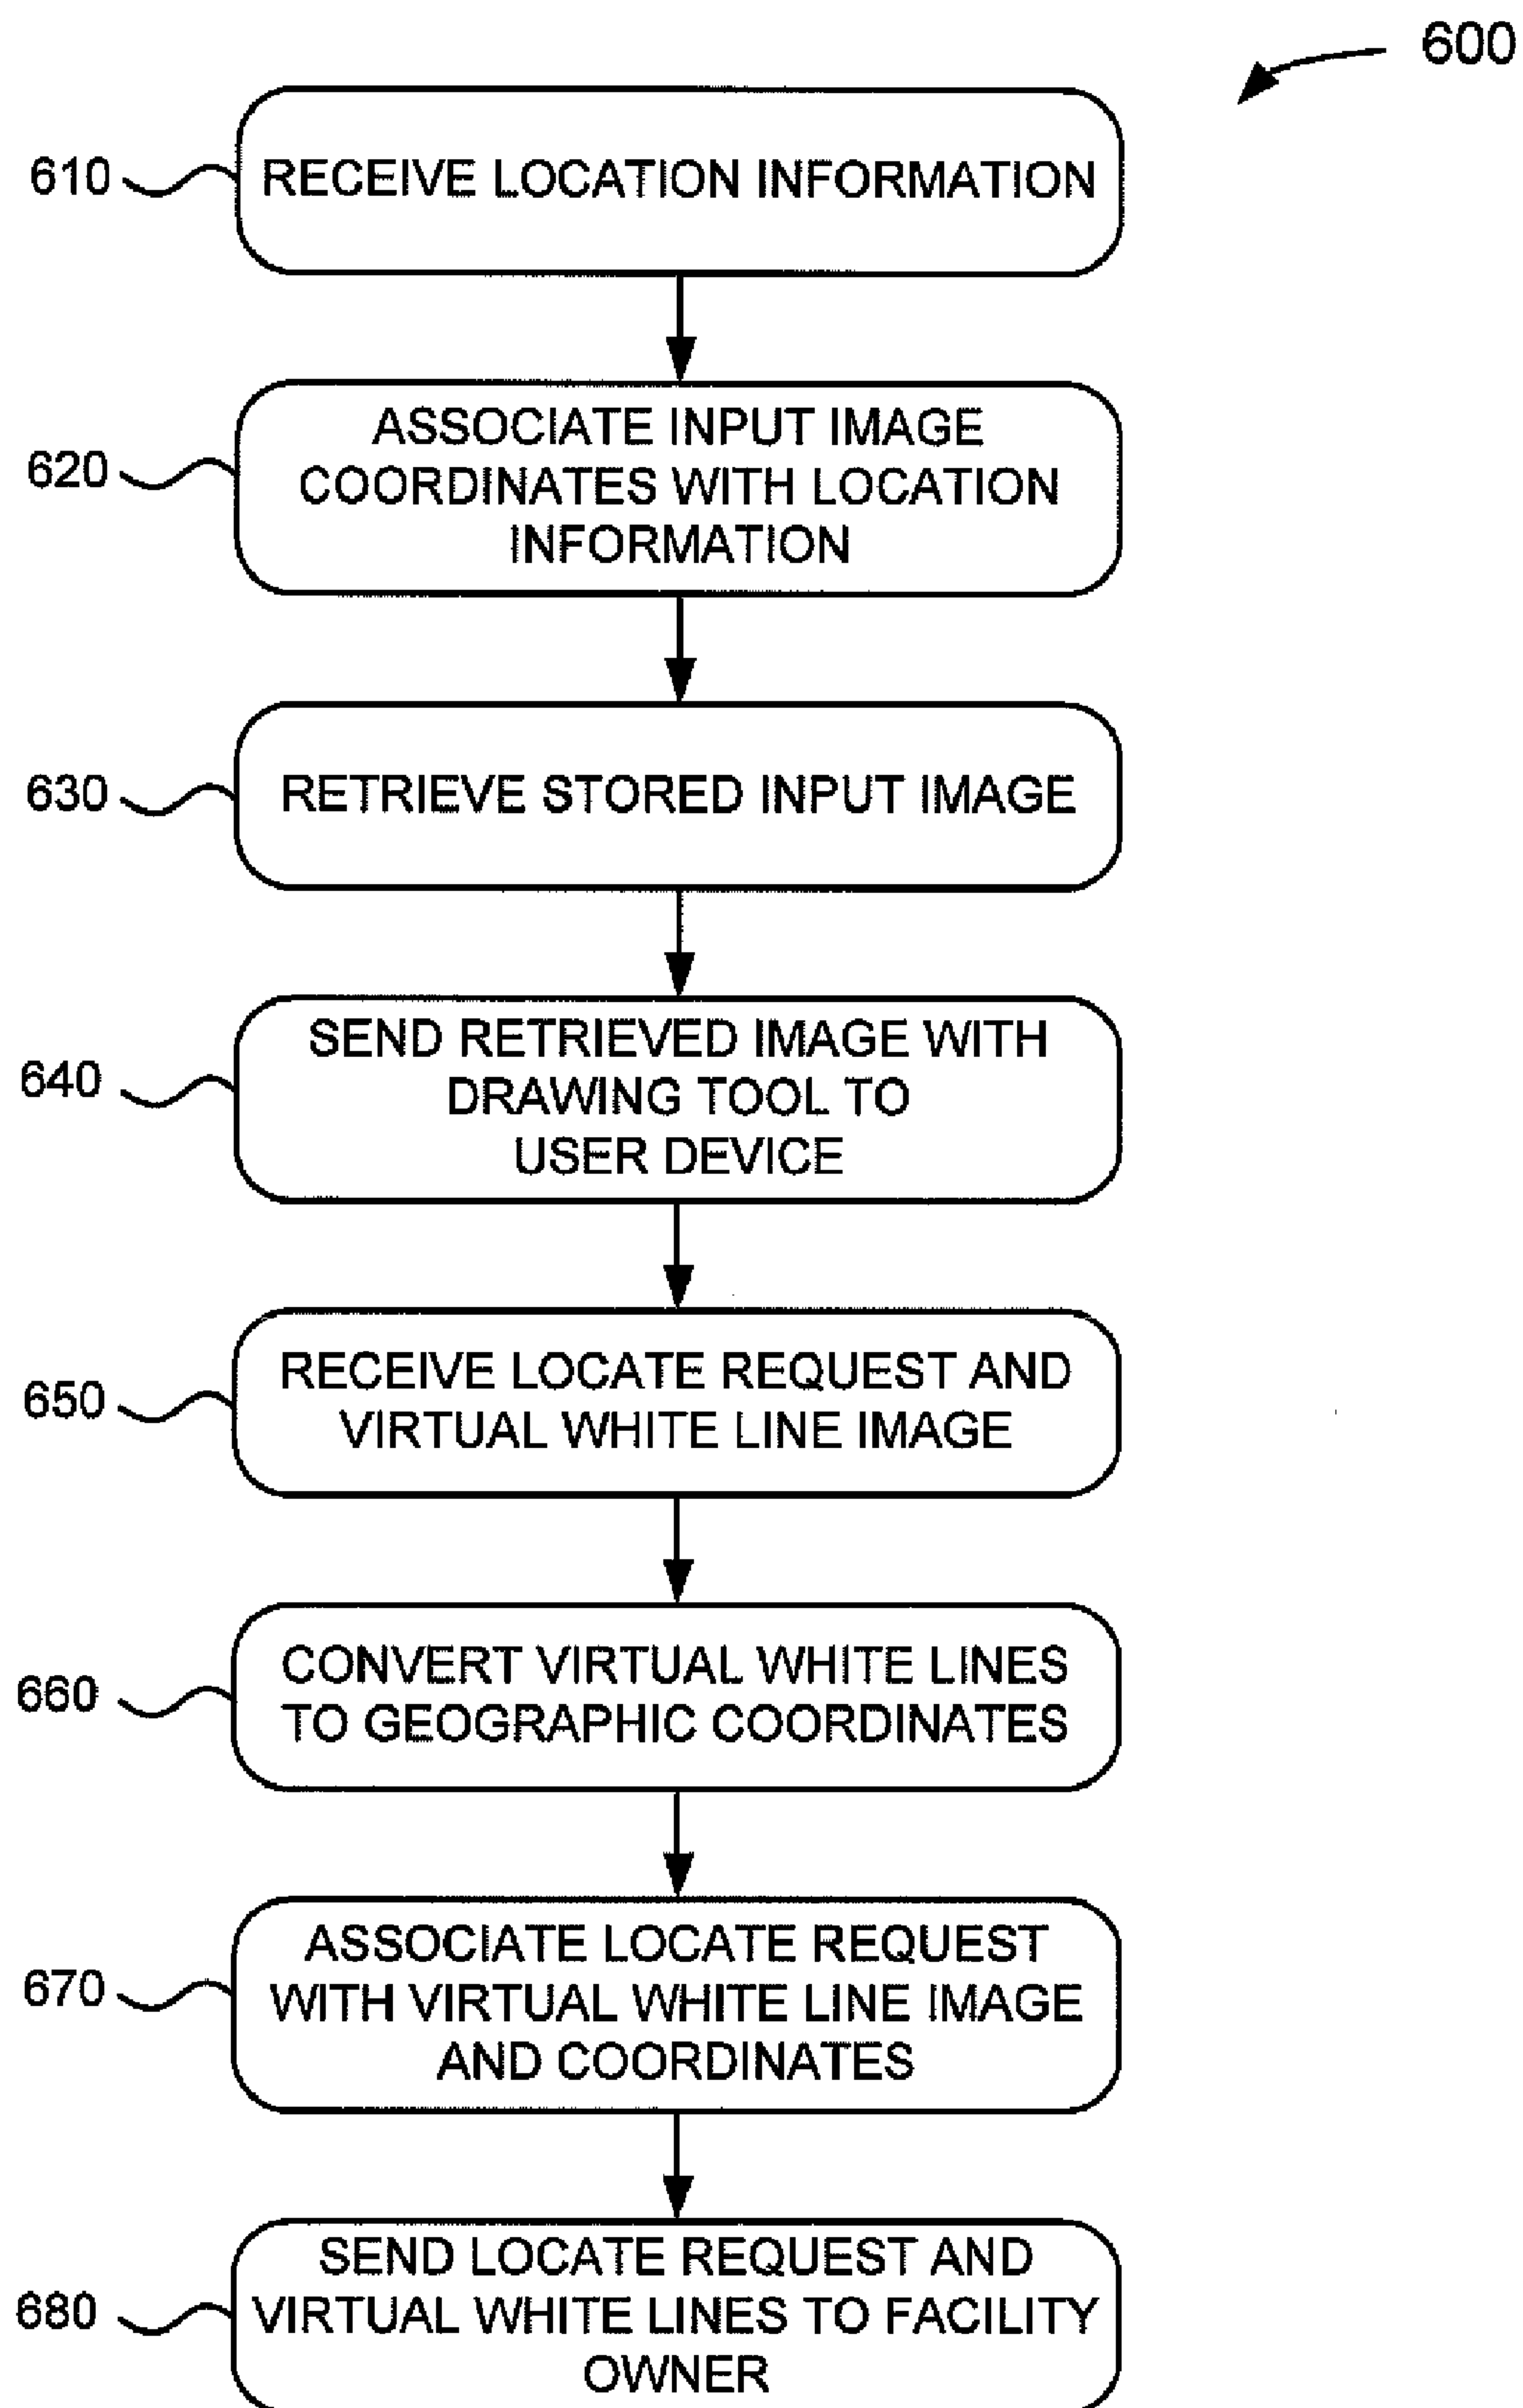 600
610
RECEIVE LOCATION INFORMATION
620
ASSOCIATE INPUT IMAGE
COORDINATES WITH LOCATION
INFORMATION
630
RETRIEVE STORED INPUT IMAGE
640
SEND RETRIEVED IMAGE WITH
DRAWING TOOL TO
USER DEVICE
650
RECEIVE LOCATE REQUEST AND
VIRTUAL WHITE LINE IMAGE
660
CONVERT VIRTUAL WHITE LINES
TO GEOGRAPHIC COORDINATES
670
ASSOCIATE LOCATE REQUEST
WITH VIRTUAL WHITE LINE IMAGE
AND COORDINATES
680
SEND LOCATE REQUEST AND
VIRTUAL WHITE LINES TO FACILITY
OWNER